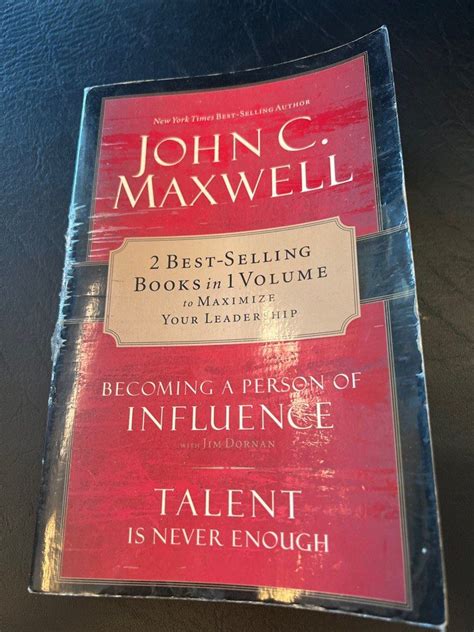 New York Times BEST-SELLING AUTHOR
JOHN C.
MAXWELL
2 BEST-SELLING
BOOKS in 1 VOLUME
to MAXIMIZE
YOUR LEADERSHIP
BECOMING A PERSON OF
INFLUENCE
WITH JIM DORNAN
TALENT
IS NEVER ENOUGH